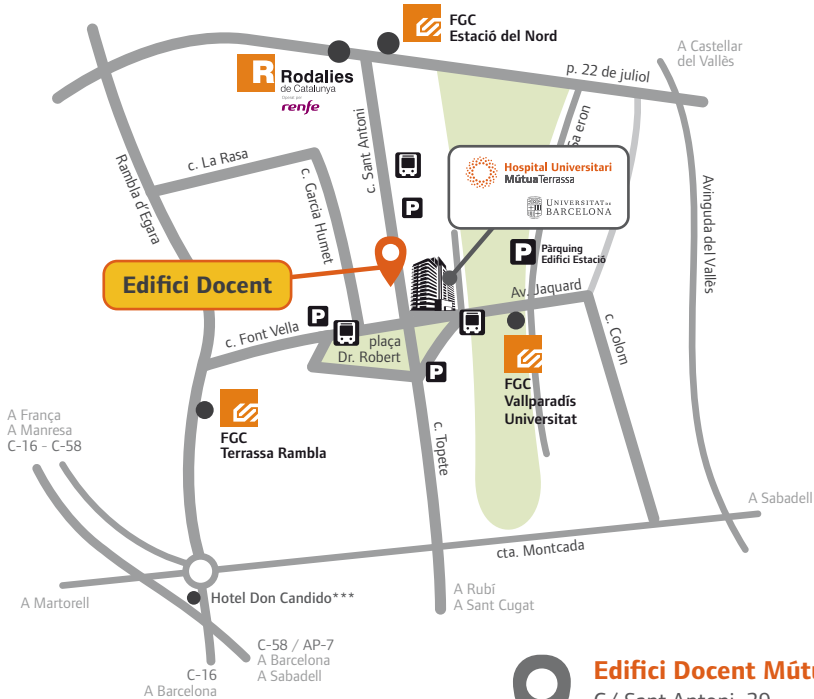 FGC
Estació del Nord
A Castellar
del Vallès
R Rodalies
de Catalunya
renfe
p. 22 de juliol
c. Sant Antoni
c. La Rasa
c. Garcia Humet
Rambla d'Egara
Hospital Universitari
MútuaTerrassa
UNIVERSITAT DE
BARCELONA
Avinguda del Vallès
P
P
Pàrquing
Edifici Estació
Edifici Docent
Av. Jaquard
P
c. Font Vella
plaça
Dr. Robert
c. Colom
P
FGC
Vallparadís
Universitat
A França
A Manresa
C-16 - C-58
FGC
Terrassa Rambla
c. Topete
A Sabadell
cta. Montcada
A Martorell
Hotel Don Candido***
A Rubí
A Sant Cugat
C-58 / AP-7
A Barcelona
A Sabadell
C-16
A Barcelona
Edifici Docent Mútu